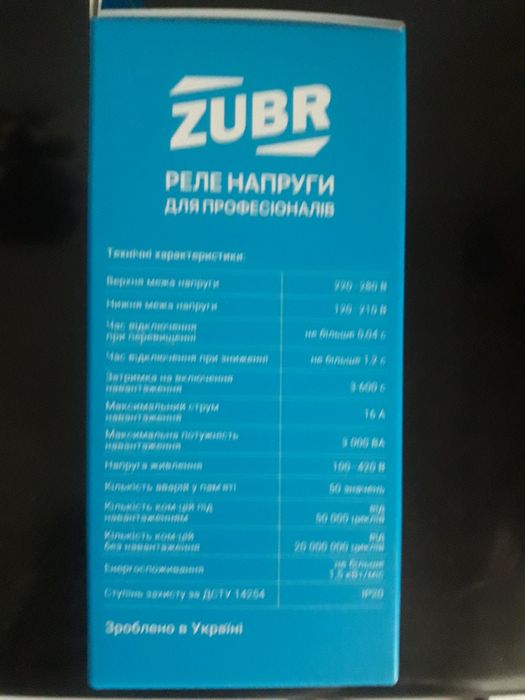 ZUBR
РЕЛЕ НАПРУГИ
ДЛЯ ПРОФЕСІОНАЛІВ
Технічні характеристики:
Верхня межа напруги 220–280 В
Нижня межа напруги 120–210 В
Час відключення
при перевищенні не більше 0,04 с
Час відключення при зниженні не більше 1,2 с
Затримка на включення
навантаження 3 600 с
Максимальний струм
навантаження 16 А
Максимальна потужність
навантаження 3 000 ВА
Напруга живлення 100–420 В
Кількість аварій у пам'яті 50 значень
Кількість ком-цій під
навантаженням
від
50 000 циклів
Кількість ком-цій
без навантаження
від
20 000 000 циклів
Енергоспоживання
не більше
1,5 кВт/міс
Ступінь захисту за ДСТУ 14254 IP20
Зроблено в Україні